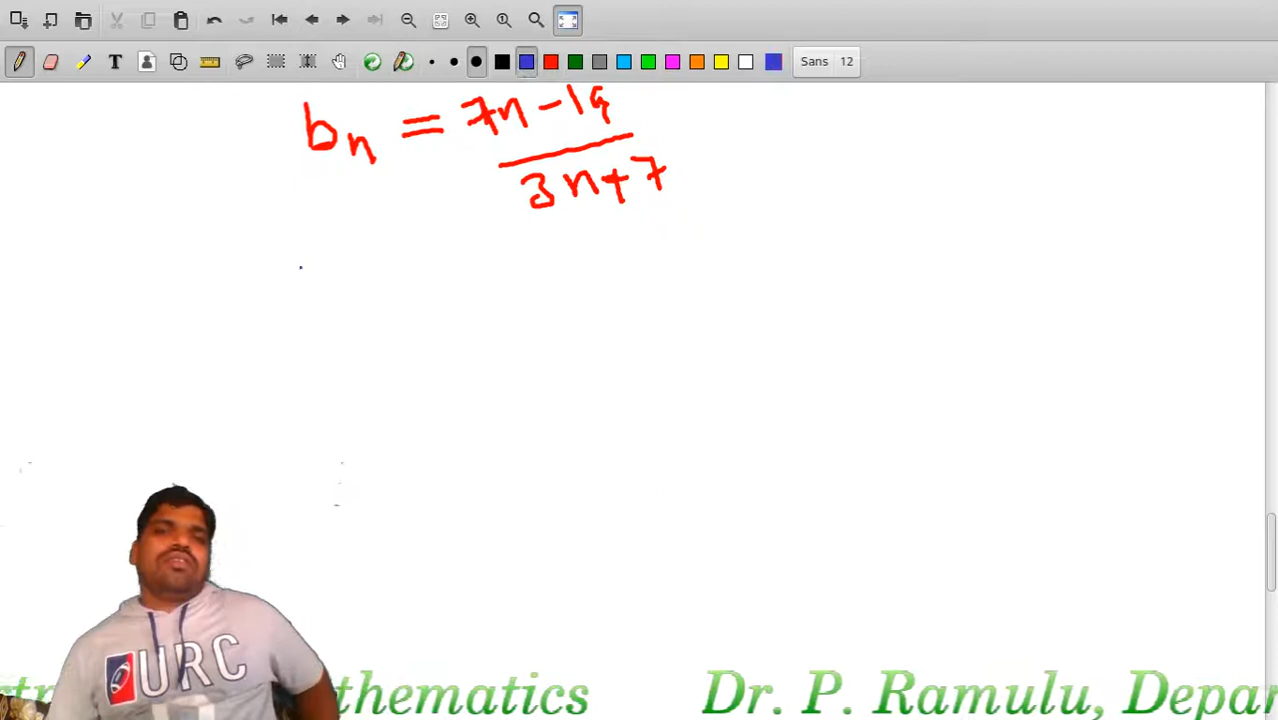 Sans 12
bn = 7n - 19
3n+7
URC
thematics Dr. P. Ramulu, Depar